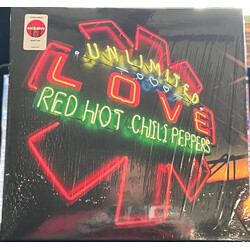 UNLIMITED
LOVE
RED HOT CHILI PEPPERS